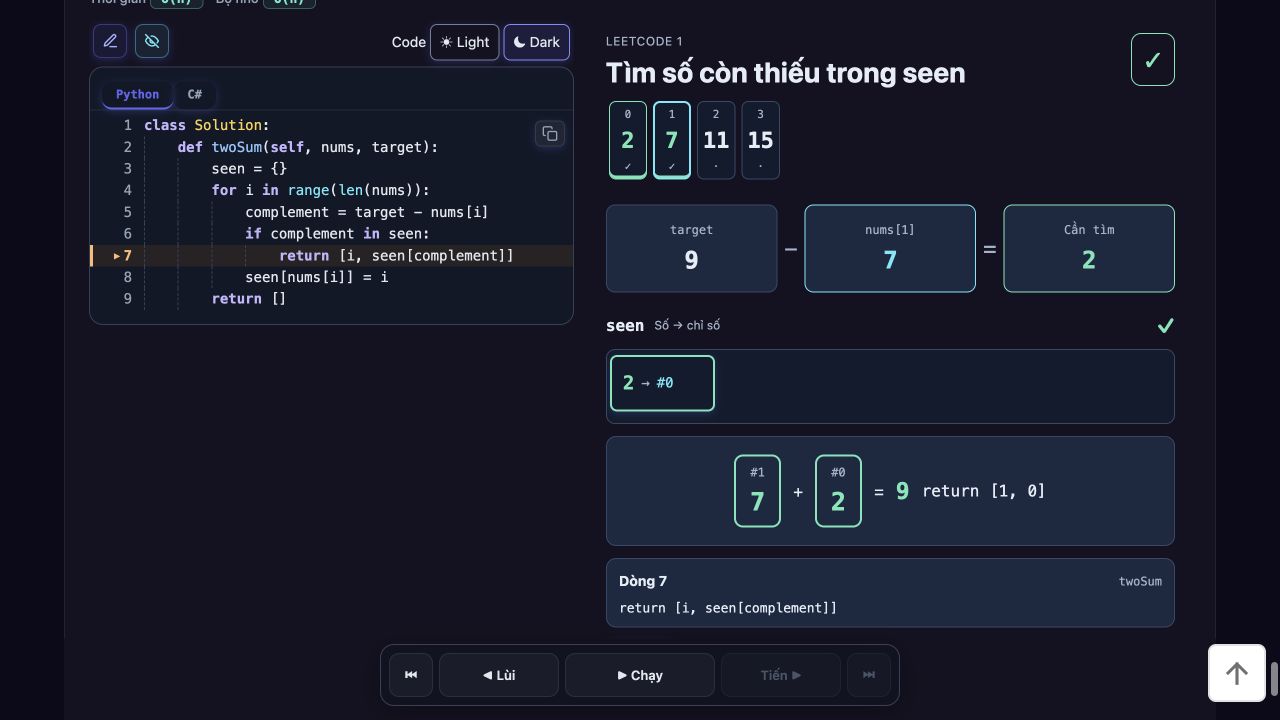 Thời gian O(n) Bộ nhớ O(n)
Code ☀ Light Dark
Python C#
1 class Solution:
2 def twoSum(self, nums, target):
3 seen = {}
4 for i in range(len(nums)):
5 complement = target - nums[i]
6 if complement in seen:
▶ 7 return [i, seen[complement]]
8 seen[nums[i]] = i
9 return []
LEETCODE 1
Tìm số còn thiếu trong seen
✓
0 1 2 3
2 7 11 15
✓ ✓ · ·
target nums[1] Cần tìm
9 − 7 = 2
seen Số → chỉ số ✓
2 → #0
#1 #0
7 + 2 = 9 return [1, 0]
Dòng 7 twoSum
return [i, seen[complement]]
⏮ ◀ Lùi ▶ Chạy Tiến ▶ ⏭